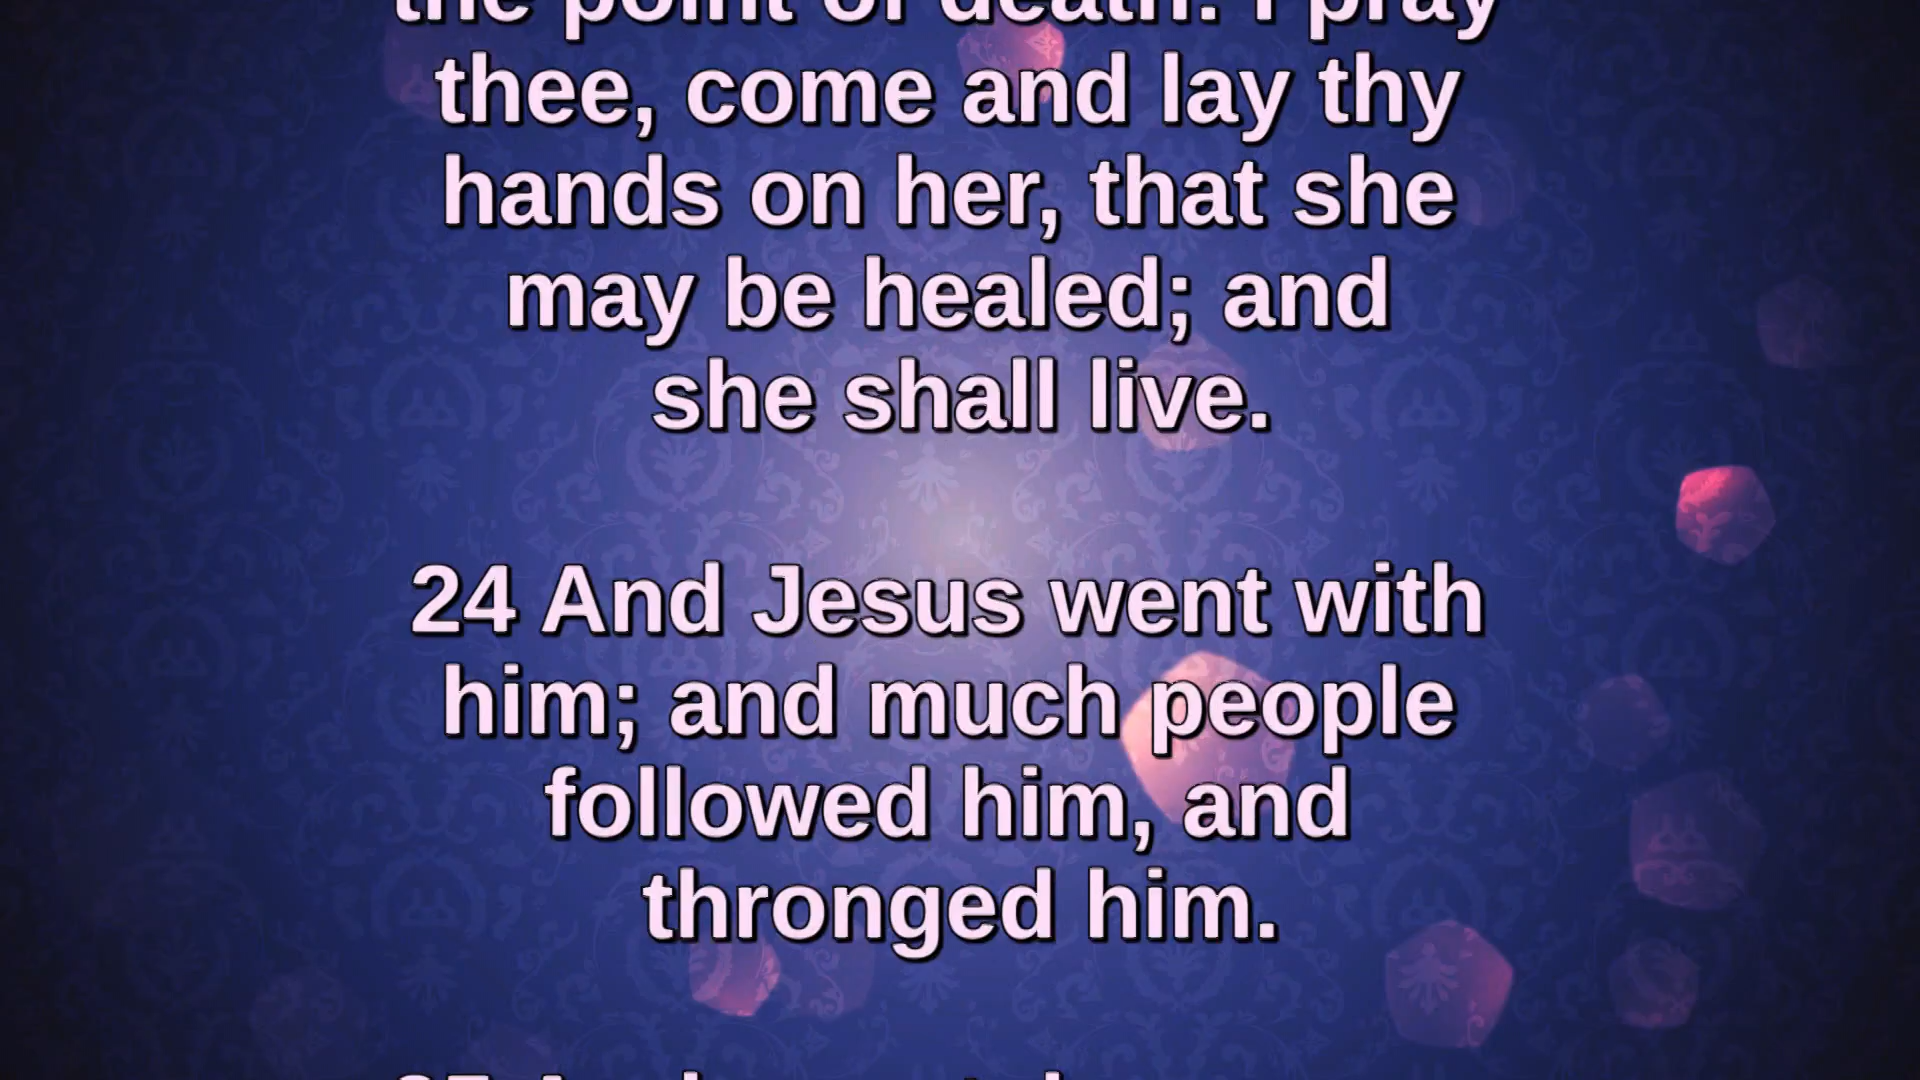 the point of death: I pray
thee, come and lay thy
hands on her, that she
may be healed; and
she shall live.
24 And Jesus went with
him; and much people
followed him, and
thronged him.